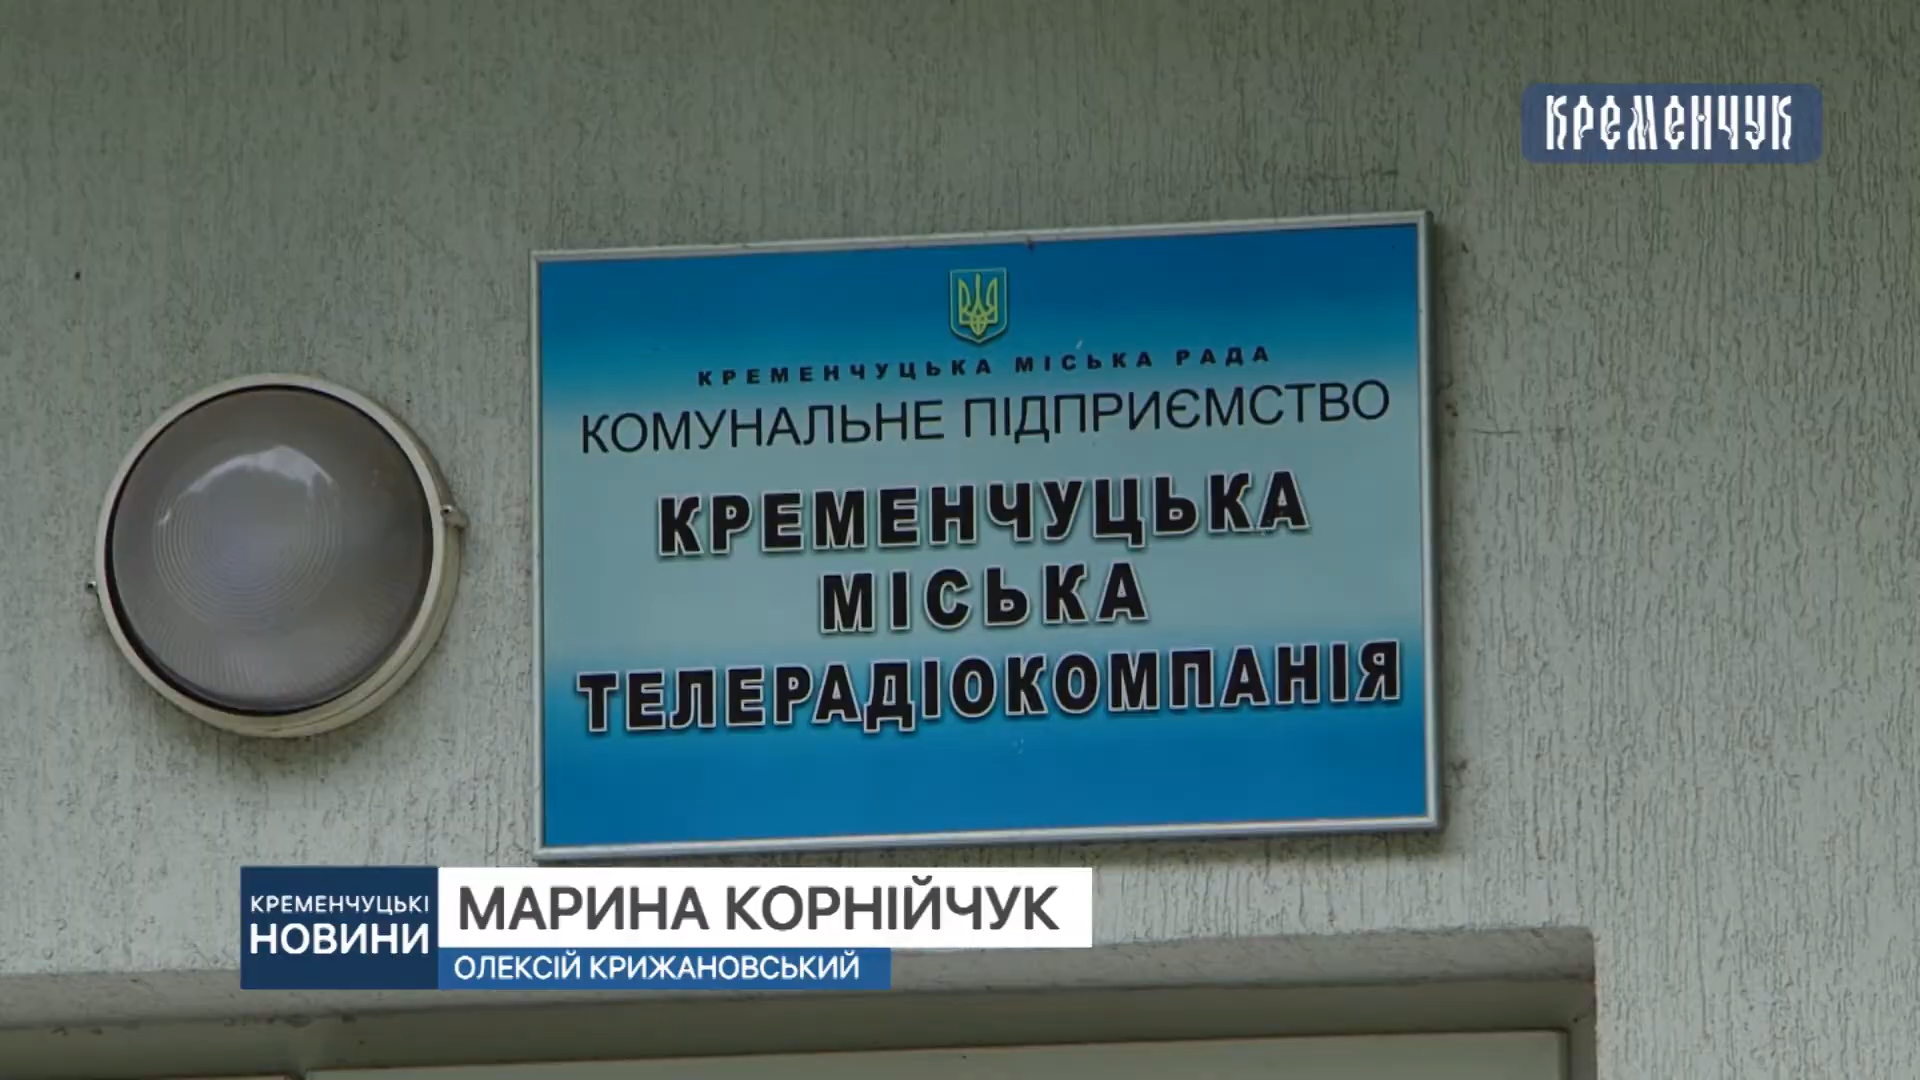 КРЕМЕНЧУК
КРЕМЕНЧУЦЬКА МІСЬКА РАДА
КОМУНАЛЬНЕ ПІДПРИЄМСТВО
КРЕМЕНЧУЦЬКА
МІСЬКА
ТЕЛЕРАДІОКОМПАНІЯ
КРЕМЕНЧУЦЬКІ
НОВИНИ
МАРИНА КОРНІЙЧУК
ОЛЕКСІЙ КРИЖАНОВСЬКИЙ